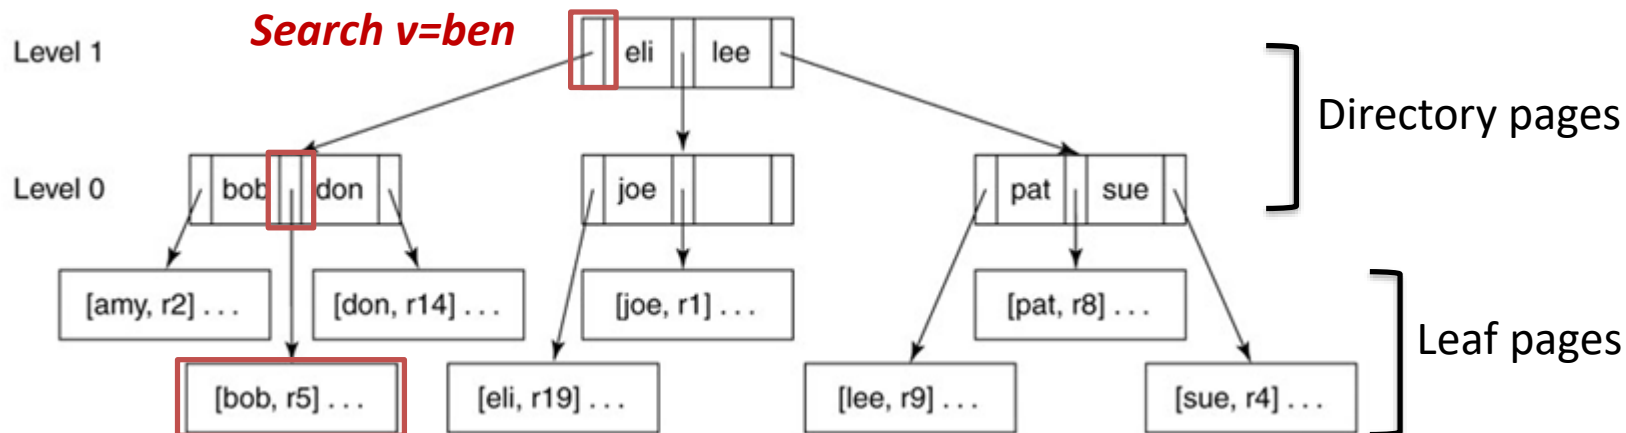 Search v=ben
Level 1
eli
lee
Directory pages
Level 0
bob
don
joe
pat
sue
[amy, r2] . . .
[don, r14] . . .
[joe, r1] . . .
[pat, r8] . . .
Leaf pages
[bob, r5] . . .
[eli, r19] . . .
[lee, r9] . . .
[sue, r4] . . .